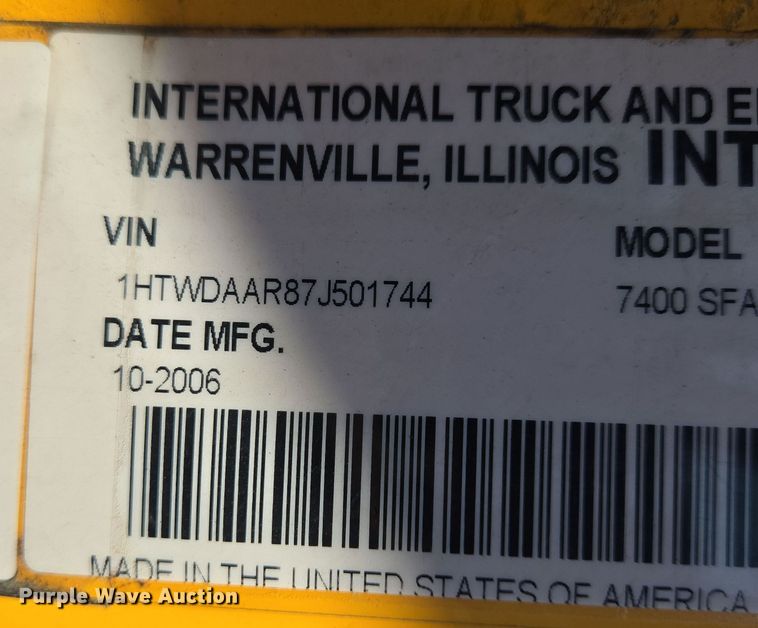 INTERNATIONAL TRUCK AND
WARRENVILLE, ILLINOIS INT
VIN
MODEL
1HTWDAAR87J501744
7400 SFA
DATE MFG.
10-2006
MADE IN THE UNITED STATES OF AMERICA
Purple Wave Auction